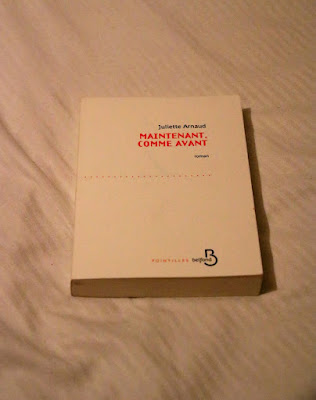 Juliette Arnaud
MAINTENANT,
COMME AVANT
roman
POINTILLÉS belfond